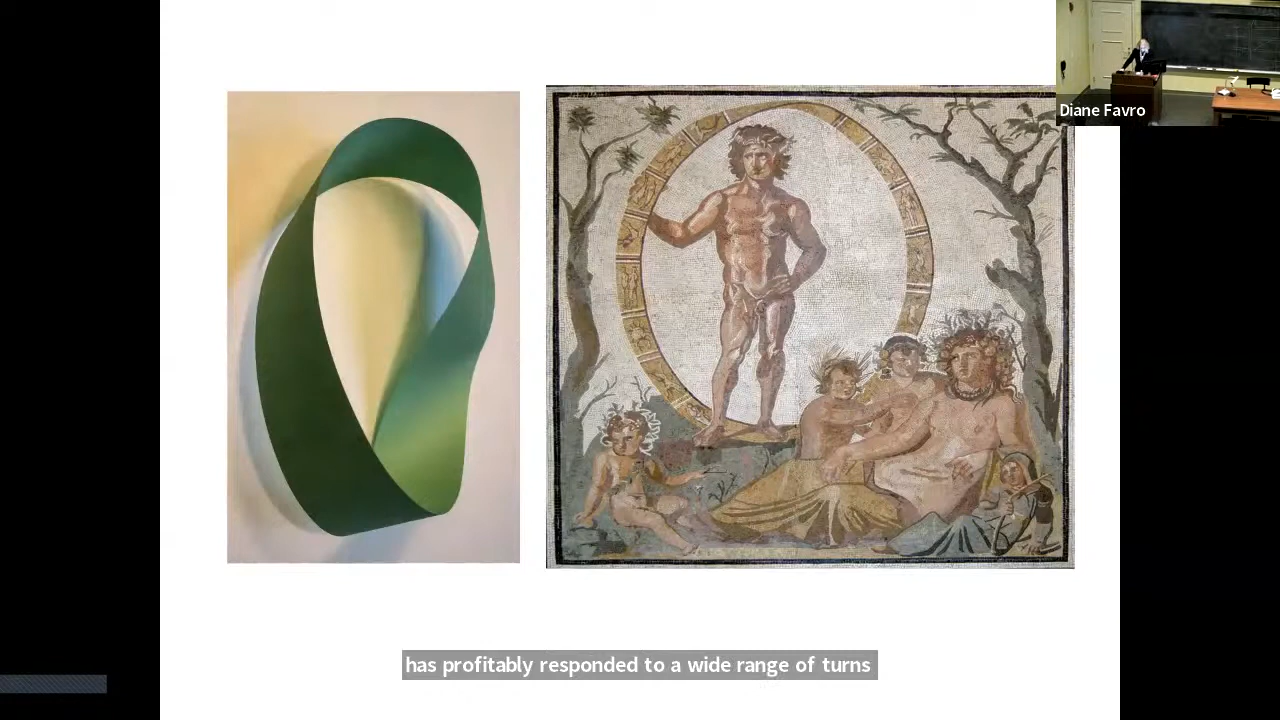 Diane Favro
has profitably responded to a wide range of turns